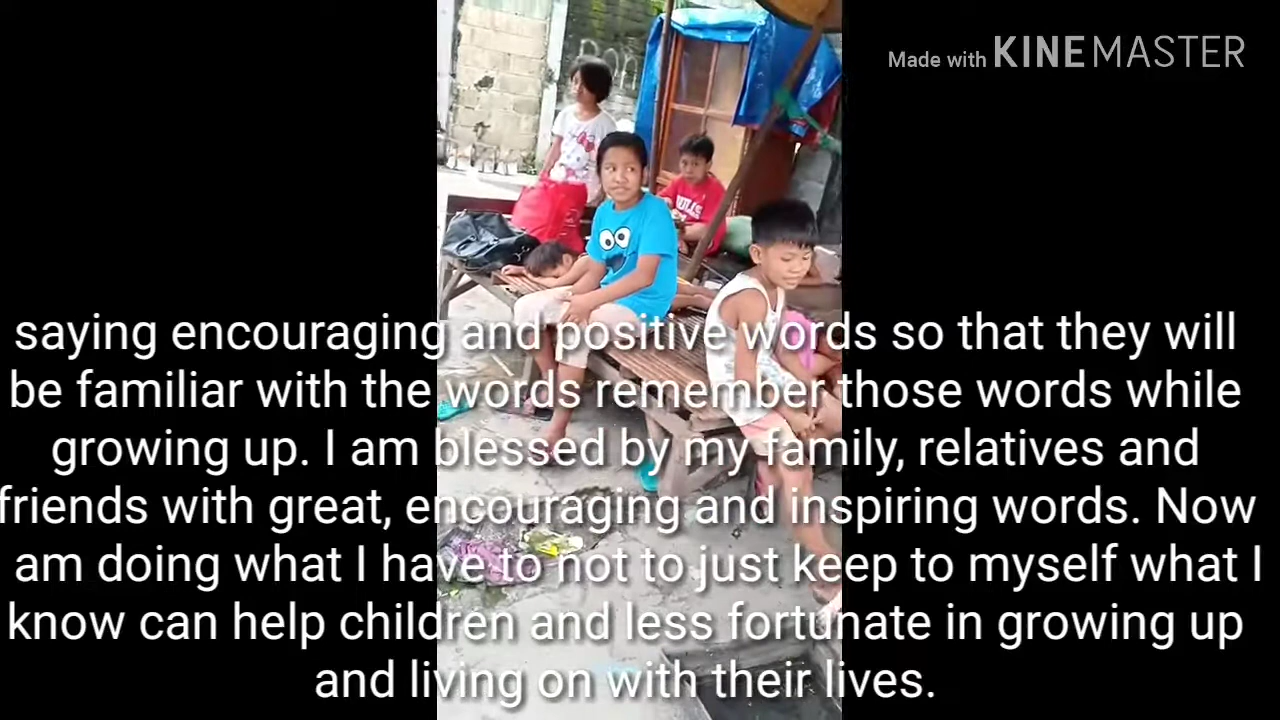 Made with KINEMASTER
BULLS
saying encouraging and positive words so that they will
be familiar with the words remember those words while
growing up. I am blessed by my family, relatives and
friends with great, encouraging and inspiring words. Now
am doing what I have to not to just keep to myself what I
know can help children and less fortunate in growing up
and living on with their lives.